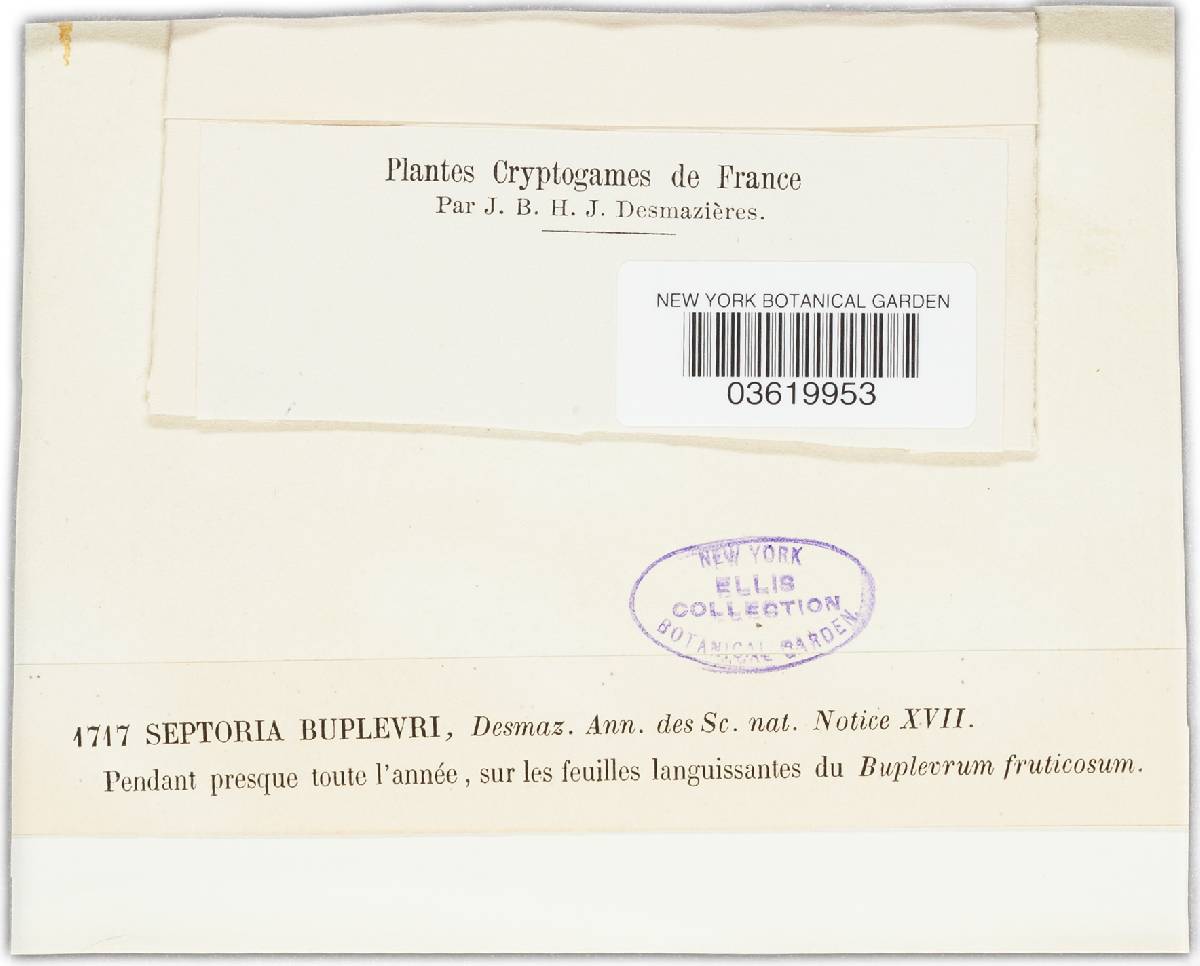 Plantes Cryptogames de France
Par J. B. H. J. Desmazières.
NEW YORK BOTANICAL GARDEN
03619953
NEW YORK
ELLIS
COLLECTION
BOTANICAL GARDEN
1717 SEPTORIA BUPLEVRI, Desmaz. Ann. des Sc. nat. Notice XVII.
Pendant presque toute l'année, sur les feuilles languissantes du Buplevrum fruticosum.